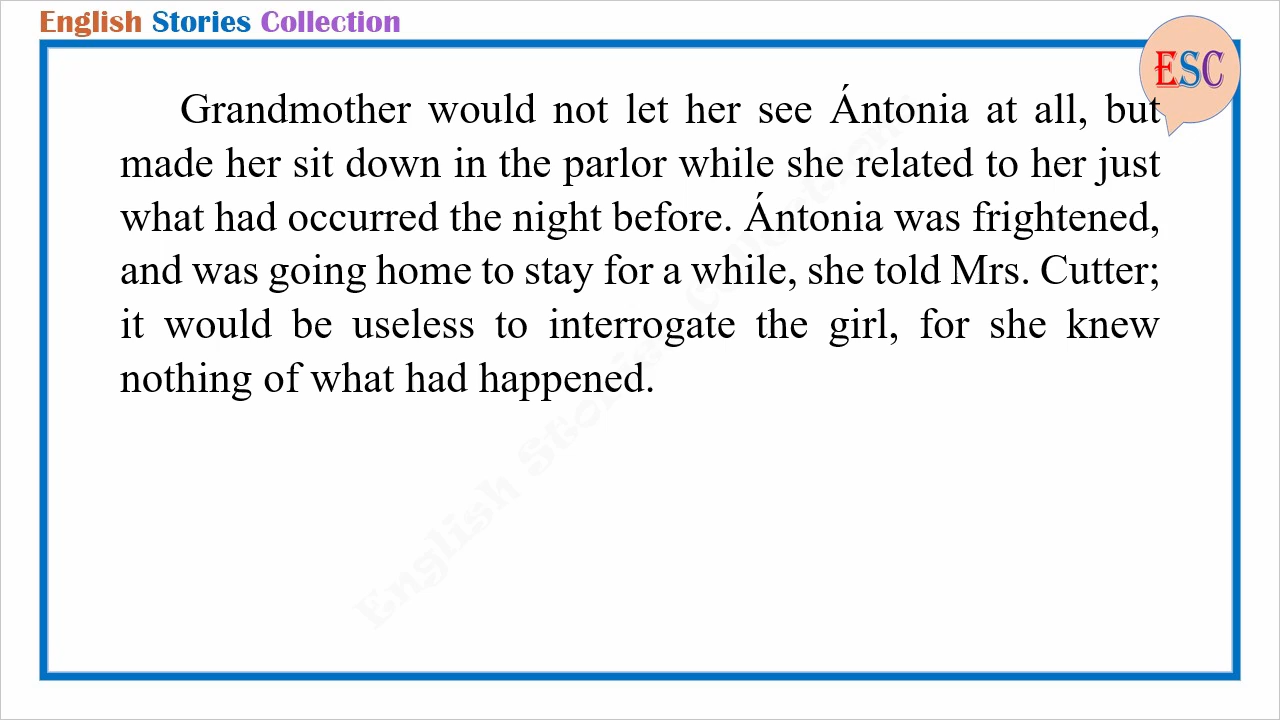 English Stories Collection
ESC
Grandmother would not let her see Ántonia at all, but
made her sit down in the parlor while she related to her just
what had occurred the night before. Ántonia was frightened,
and was going home to stay for a while, she told Mrs. Cutter;
it would be useless to interrogate the girl, for she knew
nothing of what had happened.
English Stories Collection